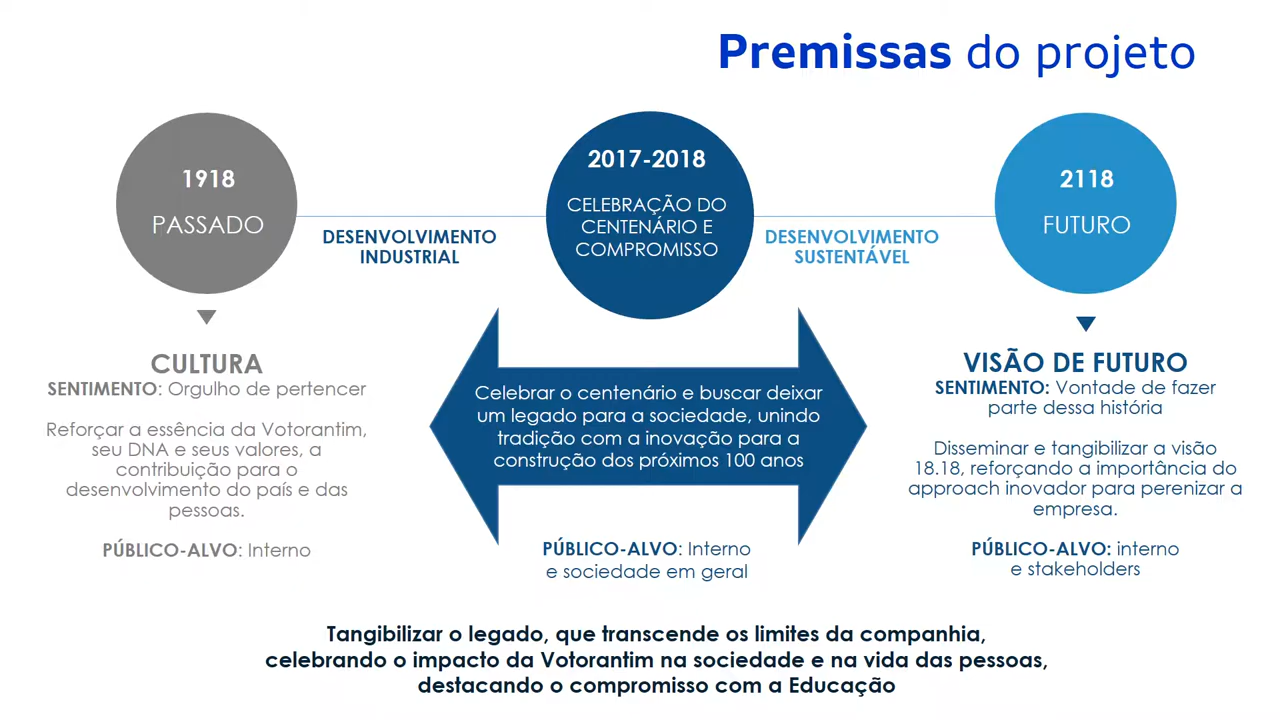 Premissas do projeto
1918
PASSADO
DESENVOLVIMENTO
INDUSTRIAL
2017-2018
CELEBRAÇÃO DO
CENTENÁRIO E
COMPROMISSO
DESENVOLVIMENTO
SUSTENTÁVEL
2118
FUTURO
CULTURA
SENTIMENTO: Orgulho de pertencer
Reforçar a essência da Votorantim,
seu DNA e seus valores, a
contribuição para o
desenvolvimento do país e das
pessoas.
PÚBLICO-ALVO: Interno
Celebrar o centenário e buscar deixar
um legado para a sociedade, unindo
tradição com a inovação para a
construção dos próximos 100 anos
PÚBLICO-ALVO: Interno
e sociedade em geral
VISÃO DE FUTURO
SENTIMENTO: Vontade de fazer
parte dessa história
Disseminar e tangibilizar a visão
18.18, reforçando a importância do
approach inovador para perenizar a
empresa.
PÚBLICO-ALVO: interno
e stakeholders
Tangibilizar o legado, que transcende os limites da companhia,
celebrando o impacto da Votorantim na sociedade e na vida das pessoas,
destacando o compromisso com a Educação